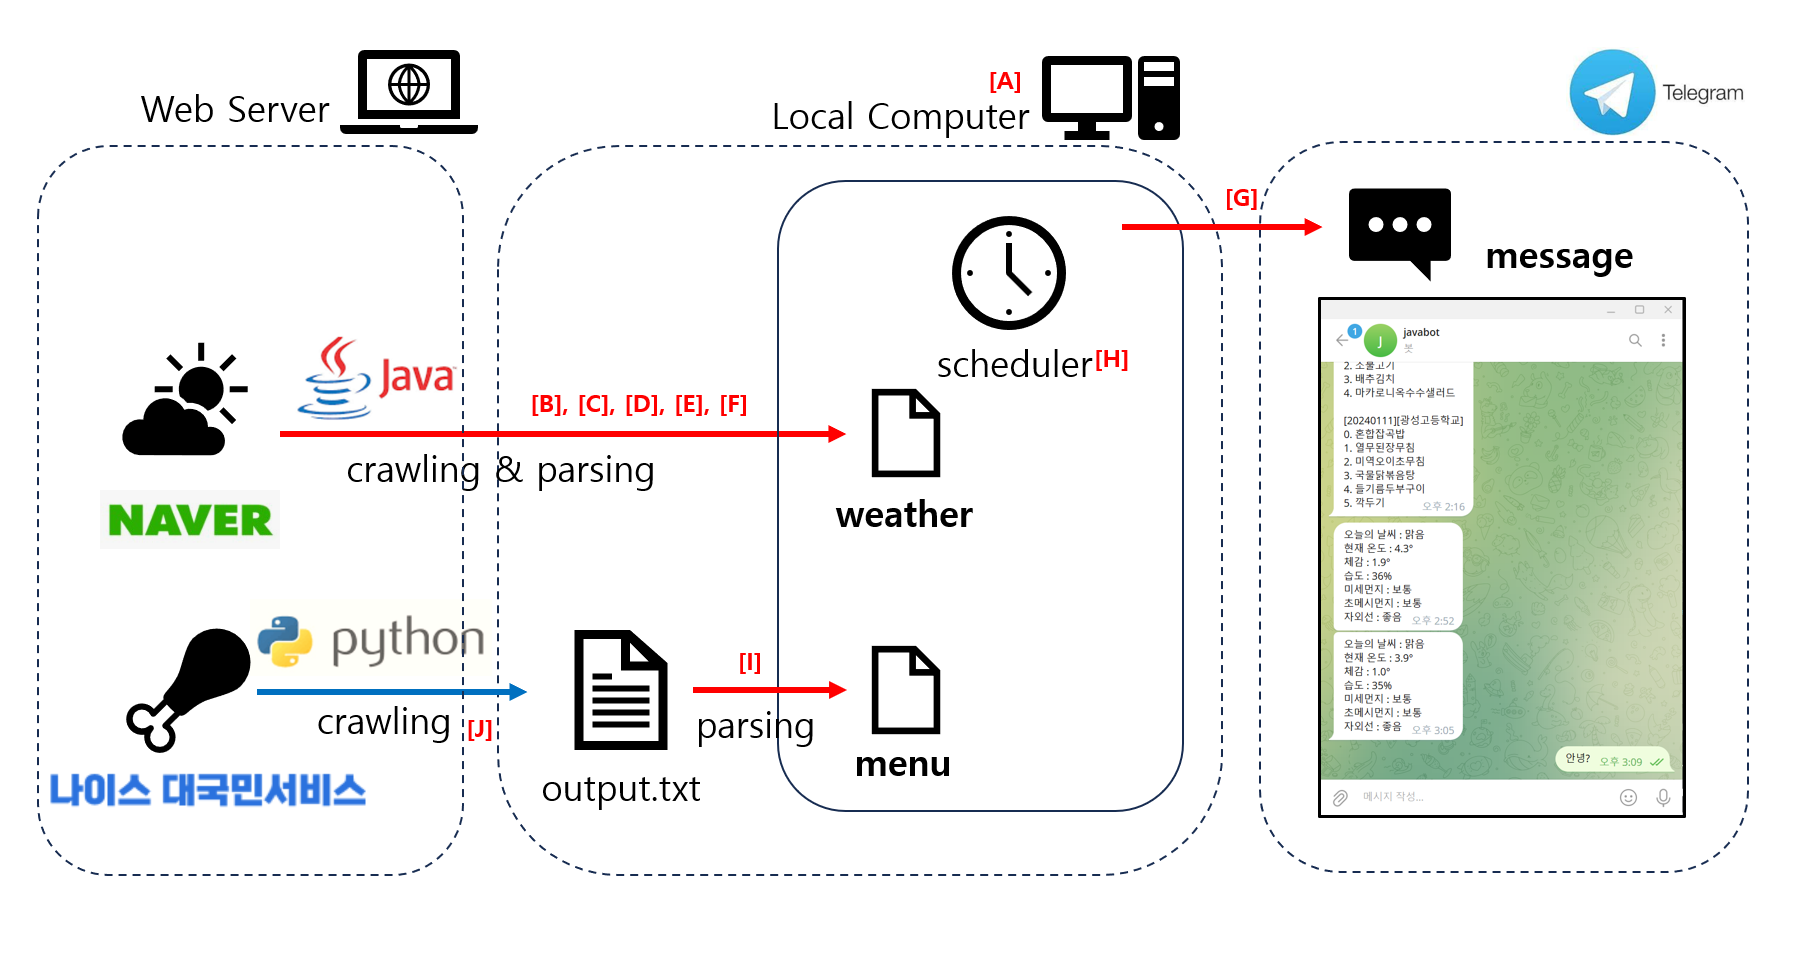 Web Server
[A]
Local Computer
Telegram
[G]
message
scheduler[H]
Java
[B], [C], [D], [E], [F]
crawling & parsing
NAVER
weather
python
crawling [J]
나이스 대국민서비스
output.txt
[I]
parsing
menu
1
J
javabot
봇
2. 소불고기
3. 배추김치
4. 마카로니옥수수샐러드
[20240111][광성고등학교]
0. 혼합잡곡밥
1. 열무된장무침
2. 미역오이초무침
3. 국물닭볶음탕
4. 들기름두부구이
5. 깍두기
오후 2:16
오늘의 날씨 : 맑음
현재 온도 : 4.3°
체감 : 1.9°
습도 : 36%
미세먼지 : 보통
초메시먼지 : 보통
자외선 : 좋음
오후 2:52
오늘의 날씨 : 맑음
현재 온도 : 3.9°
체감 : 1.0°
습도 : 35%
미세먼지 : 보통
초메시먼지 : 보통
자외선 : 좋음
오후 3:05
안녕?
오후 3:09
메시지 작성...